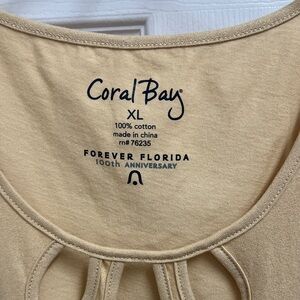 Coral Bay
XL
100% cotton
made in china
rn# 76235
FOREVER FLORIDA
100th ANNIVERSARY